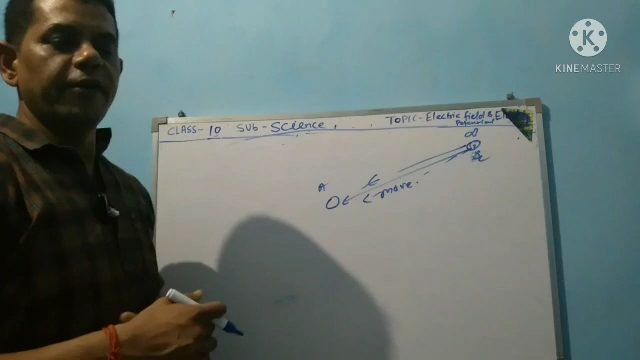 KINEMASTER
CLASS- 10 SUB- SCIENCE, .. TOPIC- Electric field &
Potential
∞
A
more.